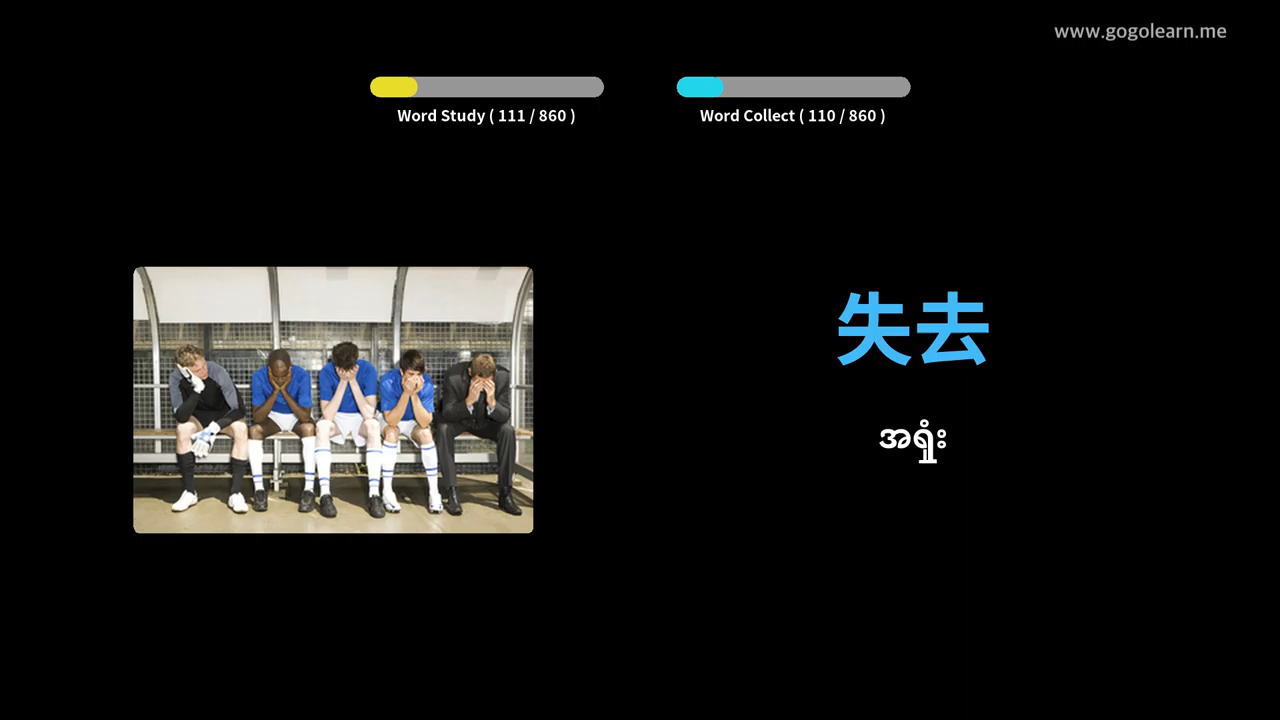 www.gogolearn.me
Word Study ( 111 / 860 )
Word Collect ( 110 / 860 )
失去
အရှုံး